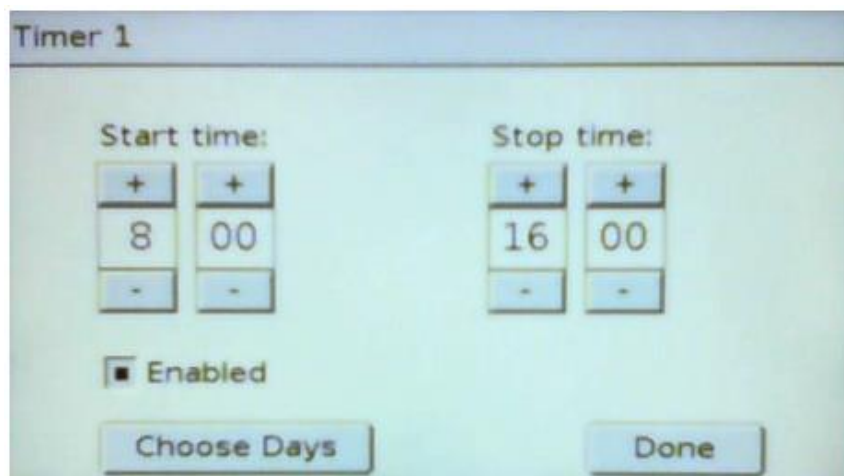 Timer 1
Start time: Stop time:
+ + + +
8 00 16 00
- - - -
Enabled
Choose Days Done